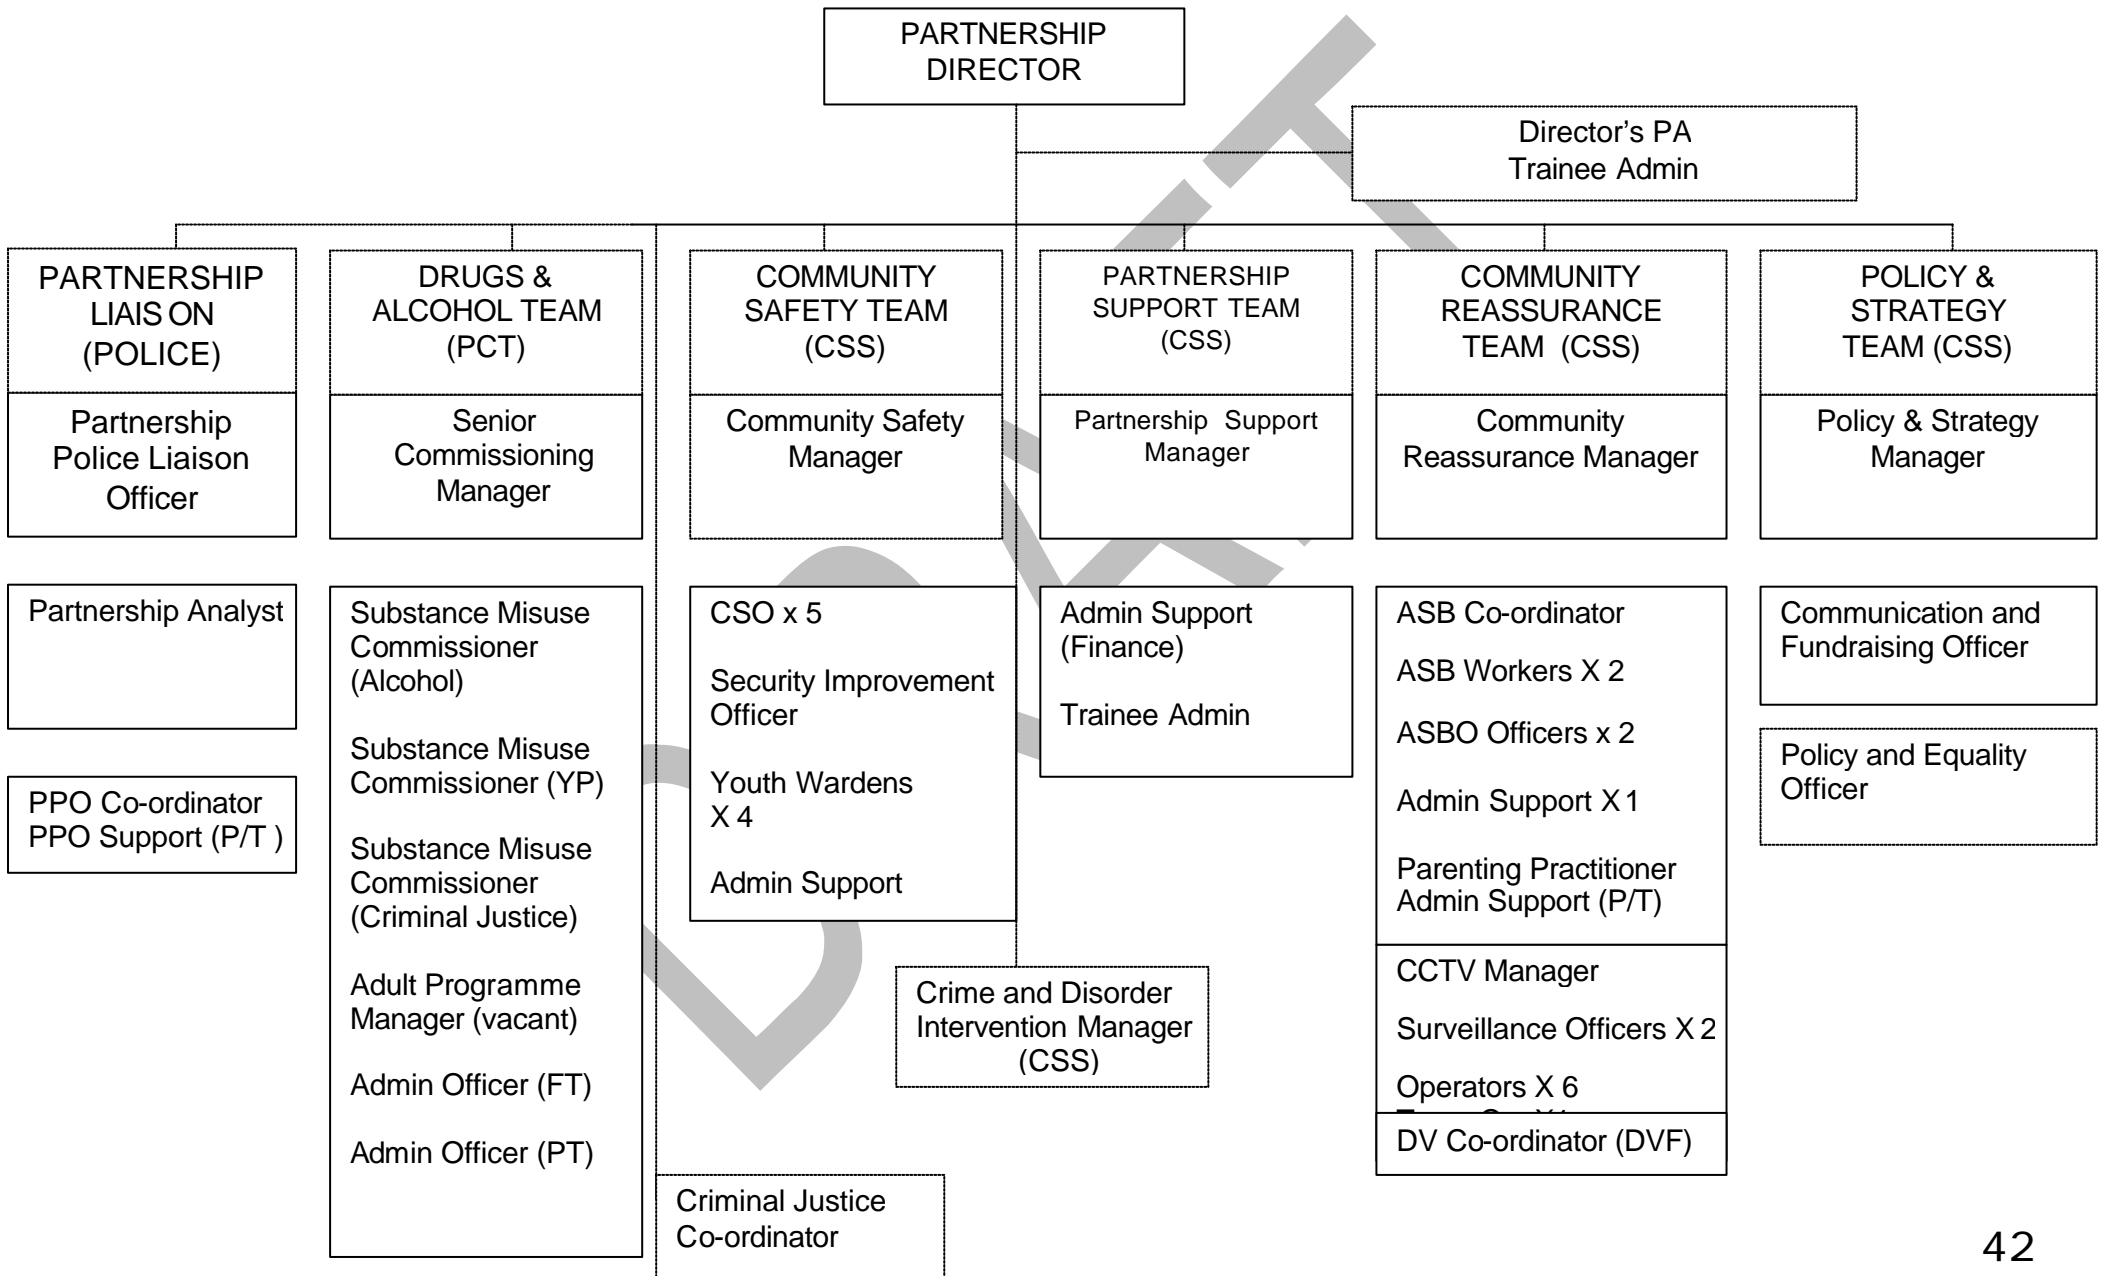 PARTNERSHIP
DIRECTOR
Director's PA
Trainee Admin
PARTNERSHIP
LIAISON
(POLICE)
Partnership
Police Liaison
Officer
Partnership Analyst
PPO Co-ordinator
PPO Support (P/T )
DRUGS &
ALCOHOL TEAM
(PCT)
Senior
Commissioning
Manager
Substance Misuse
Commissioner
(Alcohol)
Substance Misuse
Commissioner (YP)
Substance Misuse
Commissioner
(Criminal Justice)
Adult Programme
Manager (vacant)
Admin Officer (FT)
Admin Officer (PT)
Criminal Justice
Co-ordinator
COMMUNITY
SAFETY TEAM
(CSS)
Community Safety
Manager
CSO x 5
Security Improvement
Officer
Youth Wardens
X 4
Admin Support
Crime and Disorder
Intervention Manager
(CSS)
PARTNERSHIP
SUPPORT TEAM
(CSS)
Partnership Support
Manager
Admin Support
(Finance)
Trainee Admin
COMMUNITY
REASSURANCE
TEAM (CSS)
Community
Reassurance Manager
ASB Co-ordinator
ASB Workers X 2
ASBO Officers x 2
Admin Support X 1
Parenting Practitioner
Admin Support (P/T)
CCTV Manager
Surveillance Officers X 2
Operators X 6
DV Co-ordinator (DVF)
POLICY &
STRATEGY
TEAM (CSS)
Policy & Strategy
Manager
Communication and
Fundraising Officer
Policy and Equality
Officer
DRAFT
42